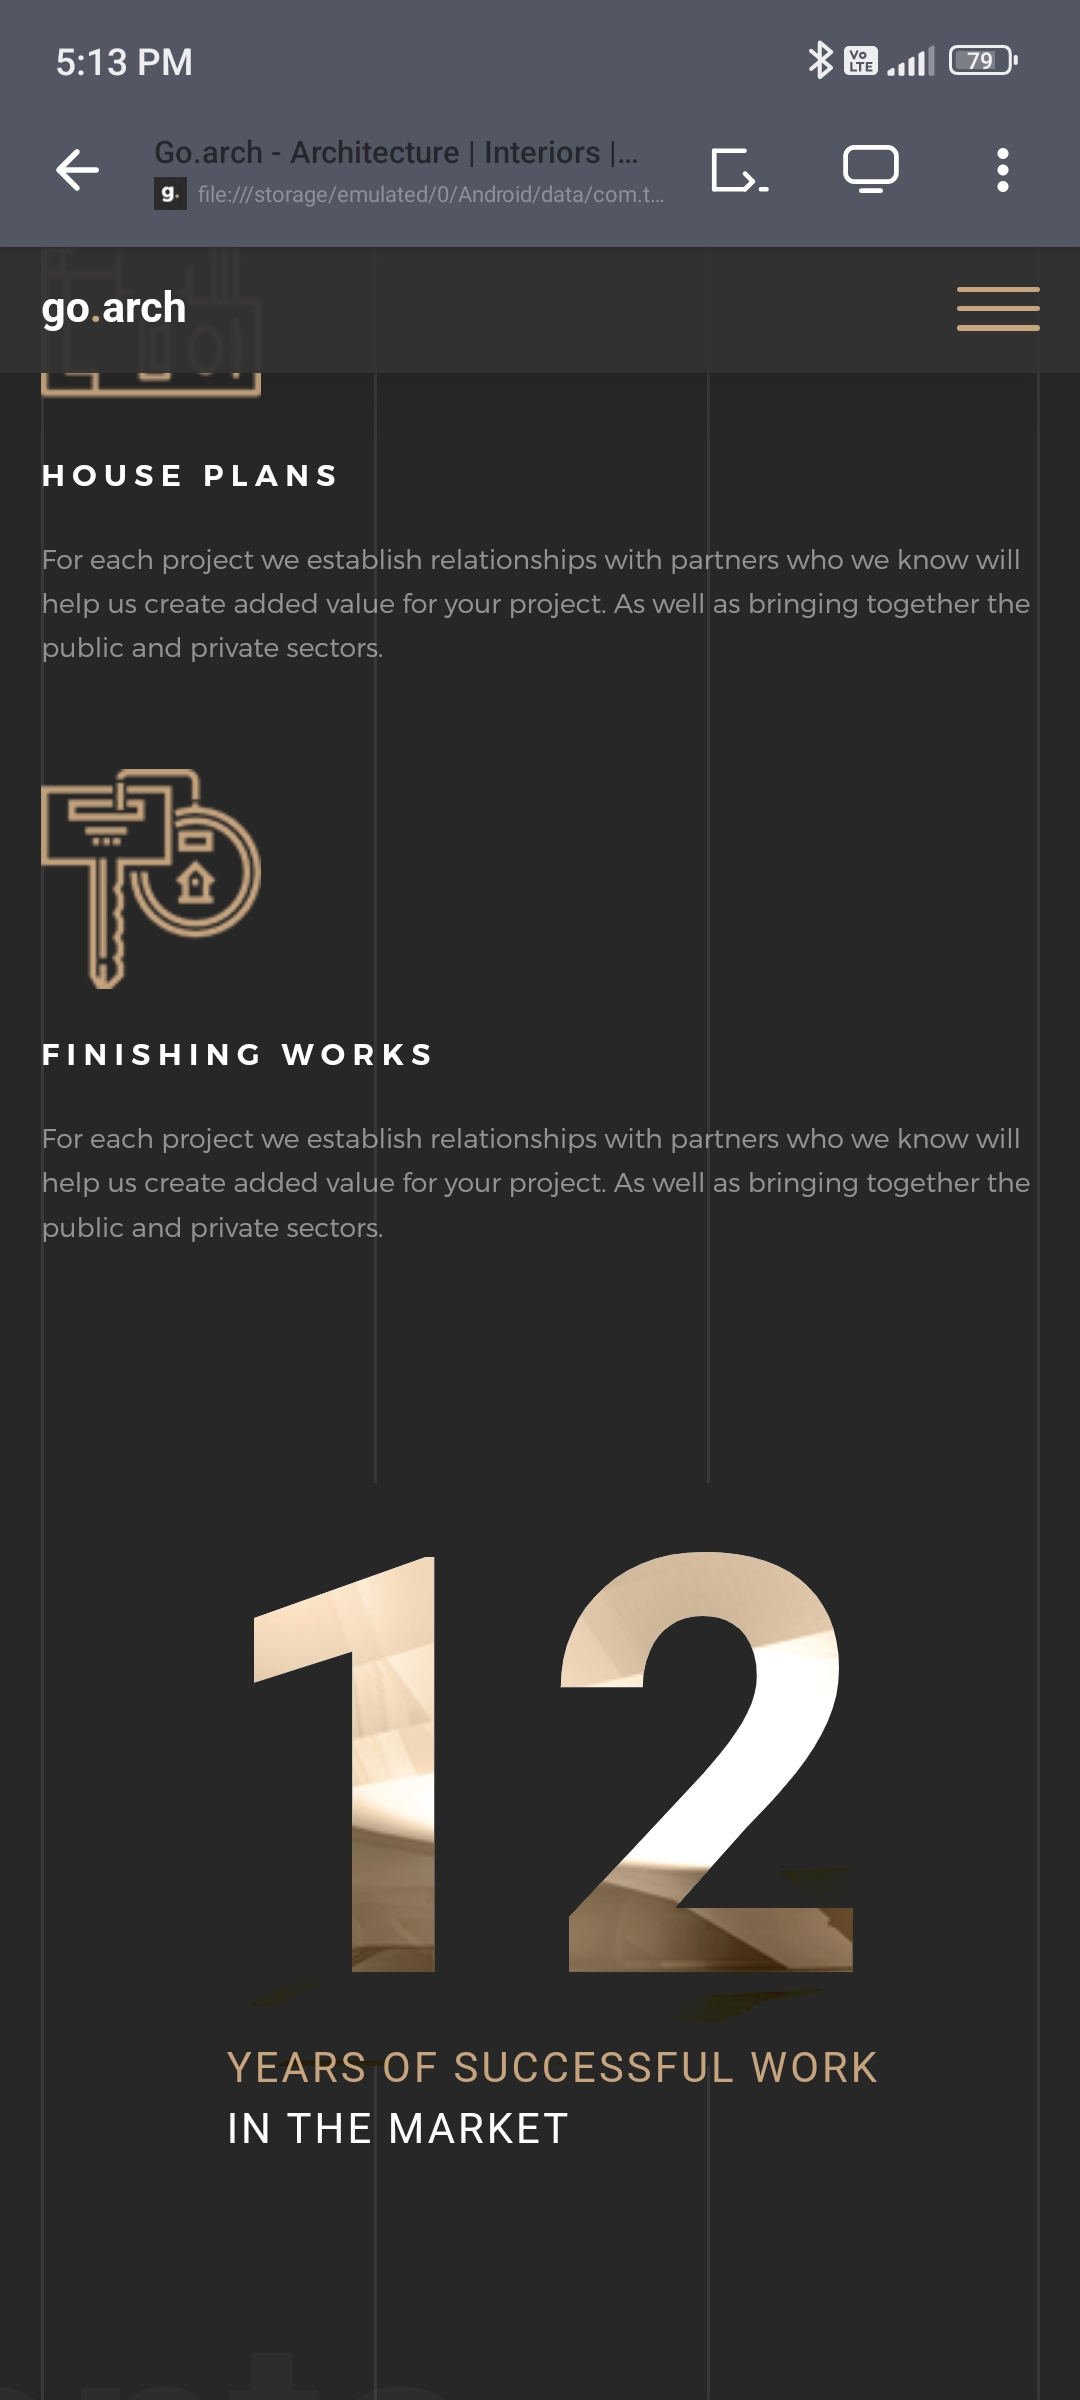 5:13 PM
Vo
LTE
79
Go.arch - Architecture | Interiors |...
g.
file:///storage/emulated/0/Android/data/com.t...
go.arch
HOUSE PLANS
For each project we establish relationships with partners who we know will
help us create added value for your project. As well as bringing together the
public and private sectors.
FINISHING WORKS
For each project we establish relationships with partners who we know will
help us create added value for your project. As well as bringing together the
public and private sectors.
12
YEARS OF SUCCESSFUL WORK
IN THE MARKET